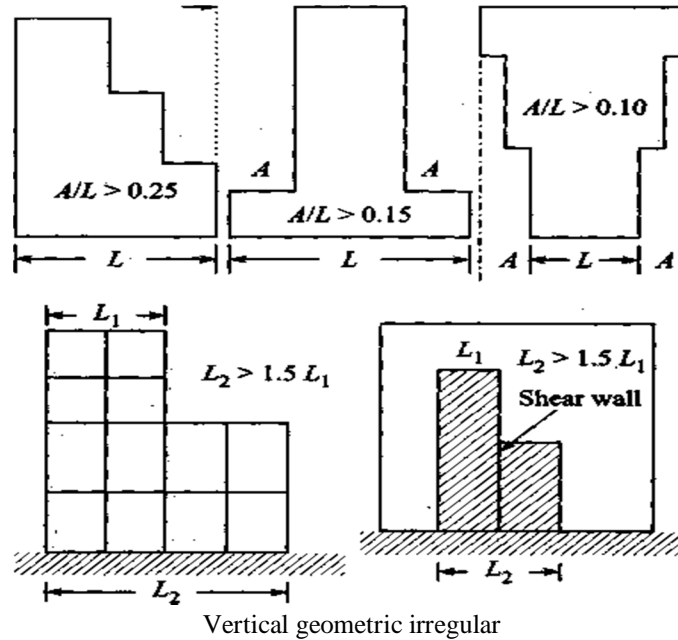 A/L > 0.25
L
A
A
A/L > 0.15
L
A/L > 0.10
A
L
A
L₁
L₂ > 1.5 L₁
L₂
L₁
L₂ > 1.5 L₁
Shear wall
L₂
Vertical geometric irregular